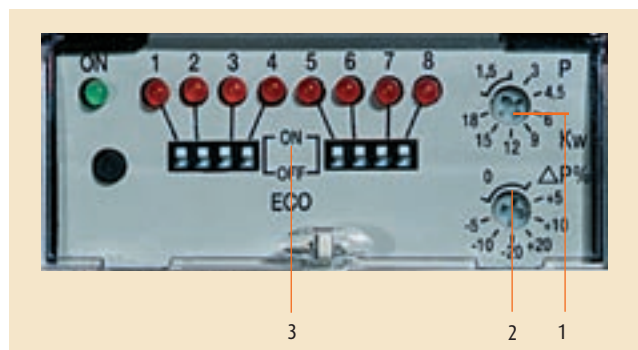 ON 1 2 3 4 5 6 7 8
1,5 3 P
4,5
18 6
15 12 9 Kw
ON
OFF
ECO
0 ΔP%
+5
-5 +10
-10 -20 +20
3 2 1